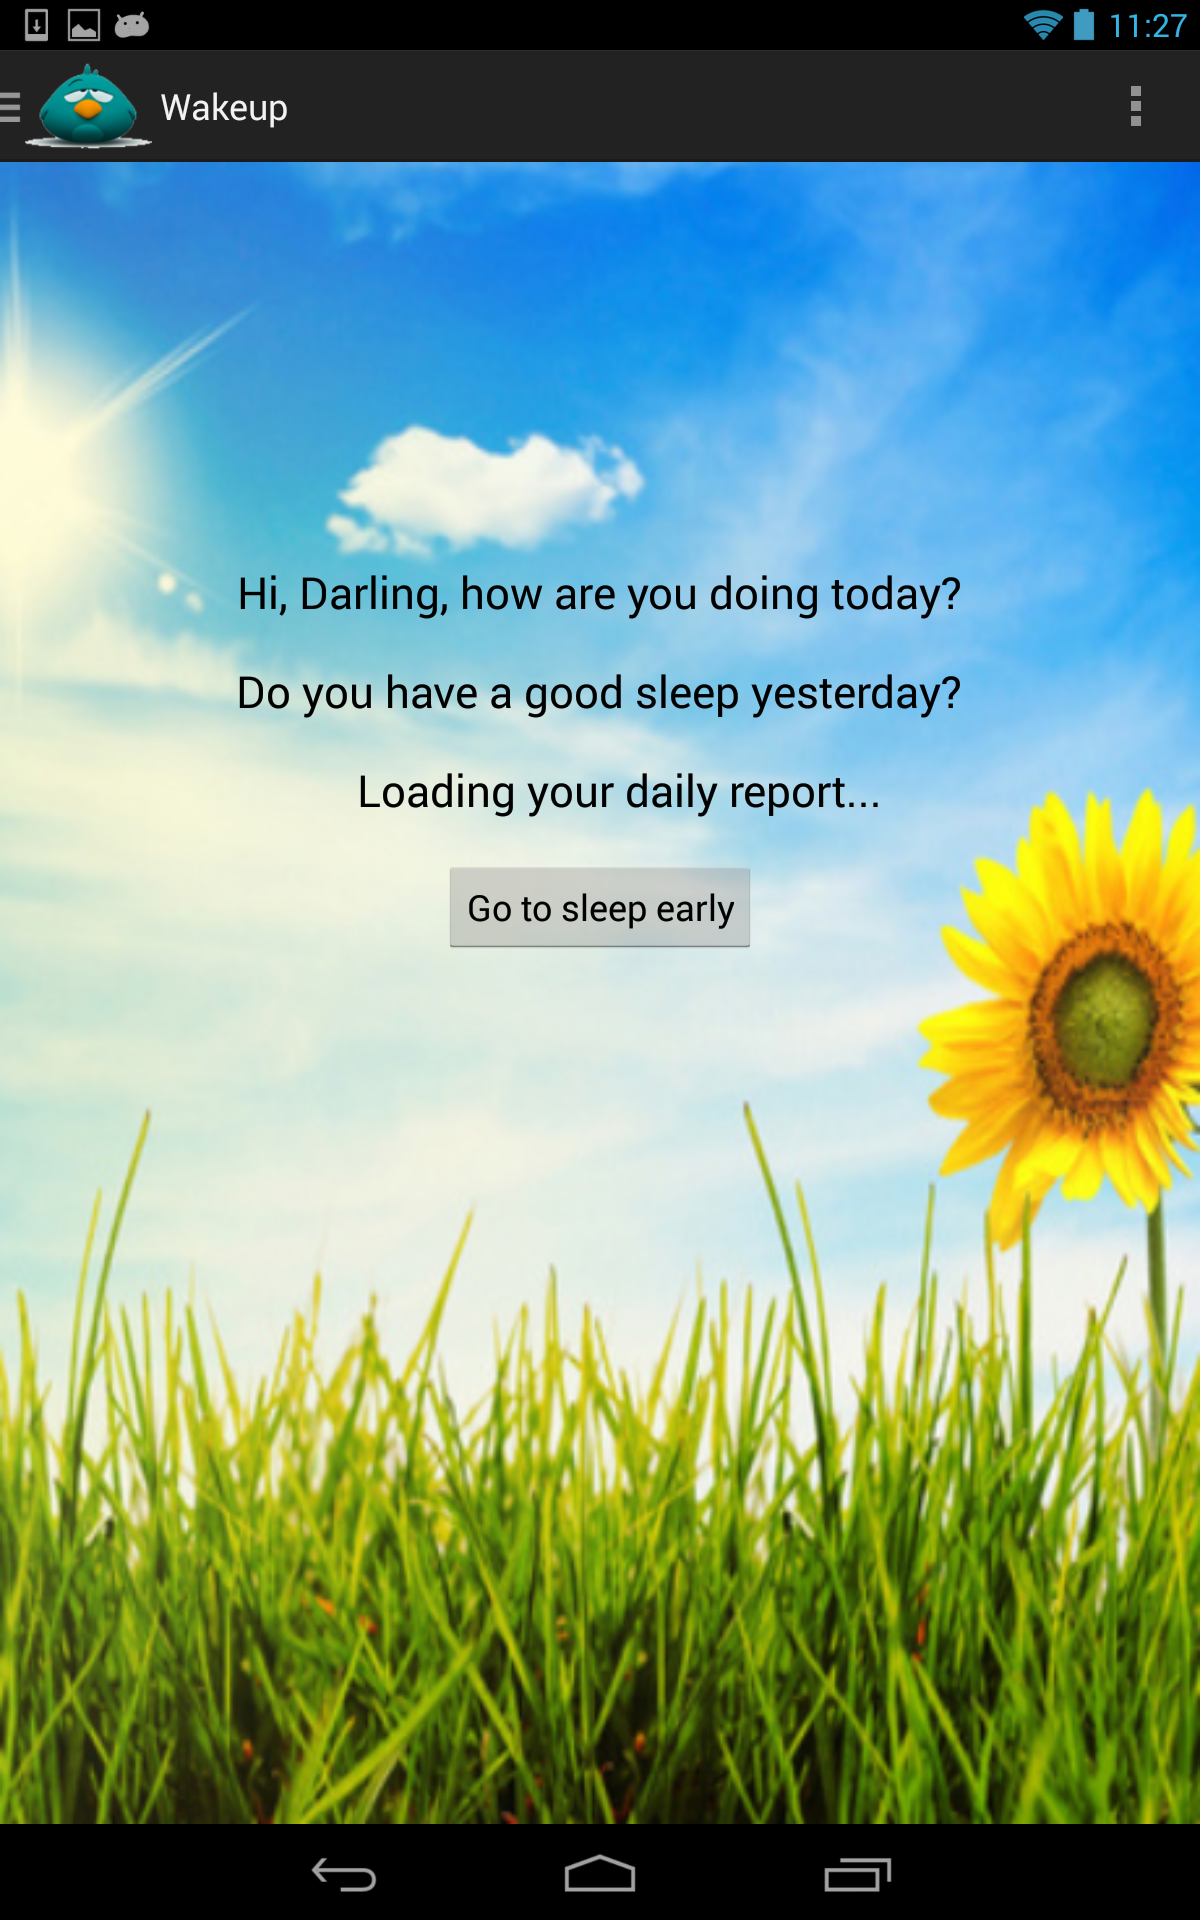 11:27
Wakeup
Hi, Darling, how are you doing today?
Do you have a good sleep yesterday?
Loading your daily report...
Go to sleep early